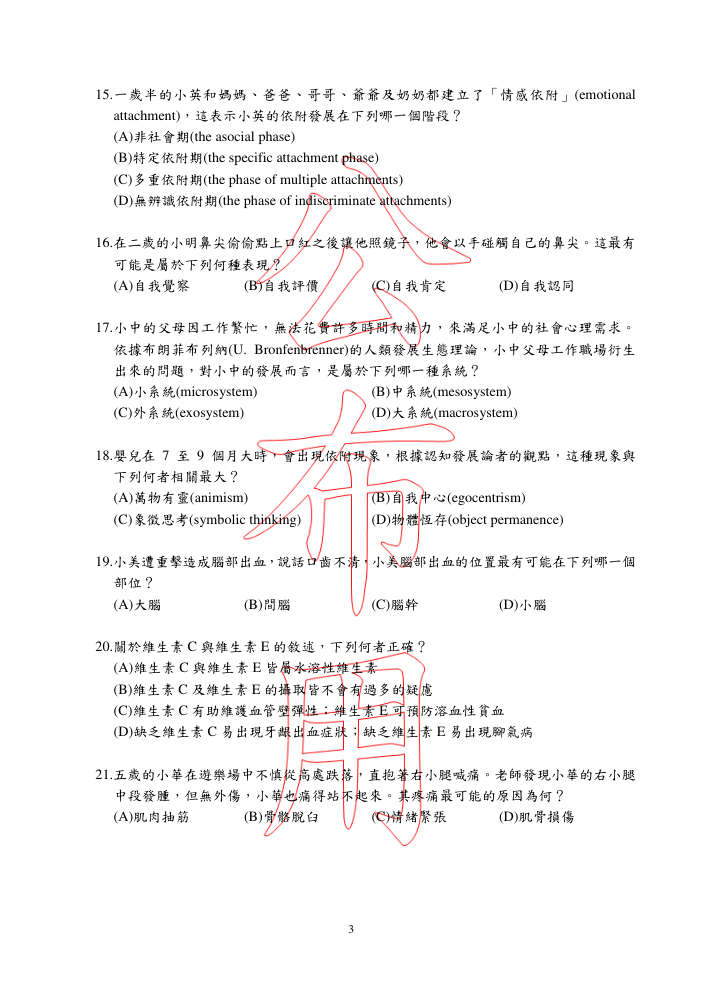 15.一歲半的小英和媽媽、爸爸、哥哥、爺爺及奶奶都建立了「情感依附」(emotional
attachment)，這表示小英的依附發展在下列哪一個階段？
(A)非社會期(the asocial phase)
(B)特定依附期(the specific attachment phase)
(C)多重依附期(the phase of multiple attachments)
(D)無辨識依附期(the phase of indiscriminate attachments)
16.在二歲的小明鼻尖偷偷點上口紅之後讓他照鏡子，他會以手碰觸自己的鼻尖。這最有
可能是屬於下列何種表現？
(A)自我覺察 (B)自我評價 (C)自我肯定 (D)自我認同
17.小中的父母因工作繁忙，無法花費許多時間和精力，來滿足小中的社會心理需求。
依據布朗菲布列納(U. Bronfenbrenner)的人類發展生態理論，小中父母工作職場衍生
出來的問題，對小中的發展而言，是屬於下列哪一種系統？
(A)小系統(microsystem) (B)中系統(mesosystem)
(C)外系統(exosystem) (D)大系統(macrosystem)
18.嬰兒在 7 至 9 個月大時，會出現依附現象，根據認知發展論者的觀點，這種現象與
下列何者相關最大？
(A)萬物有靈(animism) (B)自我中心(egocentrism)
(C)象徵思考(symbolic thinking) (D)物體恆存(object permanence)
19.小美遭重擊造成腦部出血，說話口齒不清，小美腦部出血的位置最有可能在下列哪一個
部位？
(A)大腦 (B)間腦 (C)腦幹 (D)小腦
20.關於維生素 C 與維生素 E 的敘述，下列何者正確？
(A)維生素 C 與維生素 E 皆屬水溶性維生素
(B)維生素 C 及維生素 E 的攝取皆不會有過多的疑慮
(C)維生素 C 有助維護血管壁彈性；維生素 E 可預防溶血性貧血
(D)缺乏維生素 C 易出現牙齦出血症狀；缺乏維生素 E 易出現腳氣病
21.五歲的小華在遊樂場中不慎從高處跌落，直抱著右小腿喊痛。老師發現小華的右小腿
中段發腫，但無外傷，小華也痛得站不起來。其疼痛最可能的原因為何？
(A)肌肉抽筋 (B)骨骼脫臼 (C)情緒緊張 (D)肌骨損傷
公布用
3